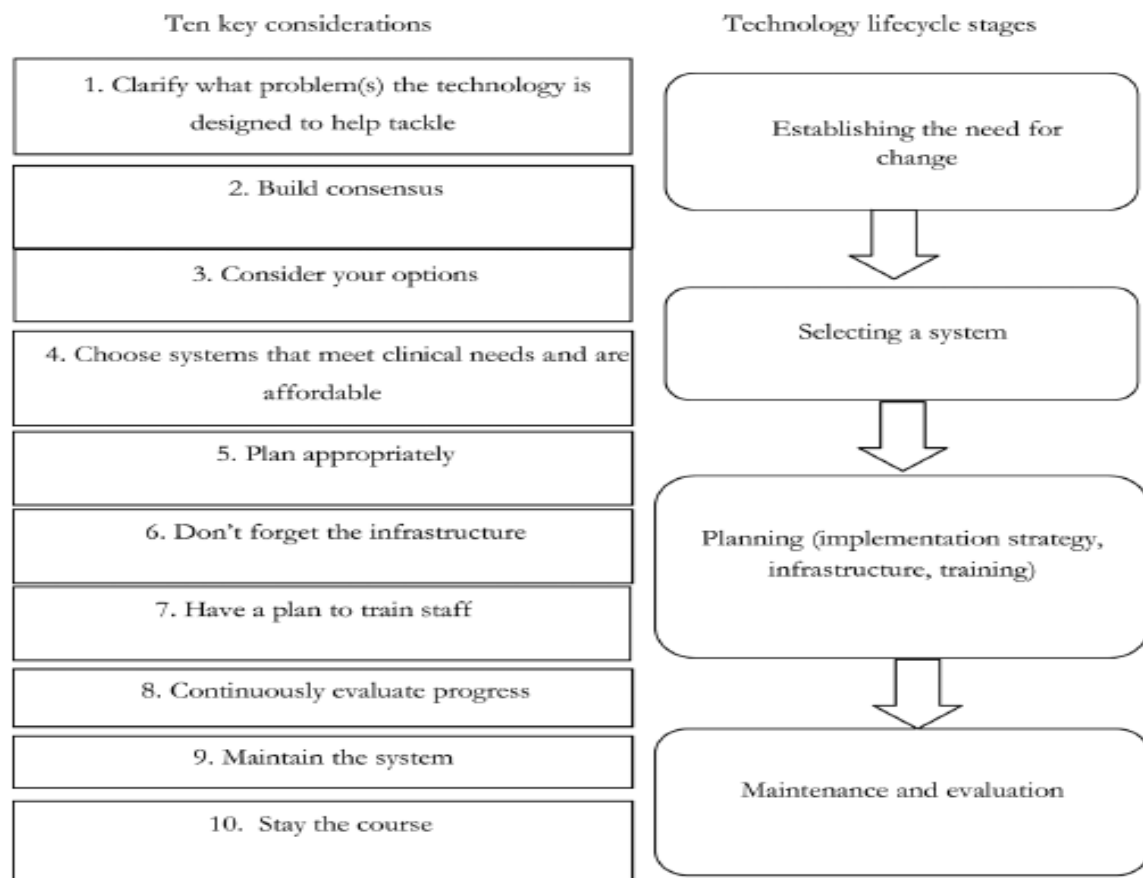 Ten key considerations
1. Clarify what problem(s) the technology is
designed to help tackle
2. Build consensus
3. Consider your options
4. Choose systems that meet clinical needs and are
affordable
5. Plan appropriately
6. Don't forget the infrastructure
7. Have a plan to train staff
8. Continuously evaluate progress
9. Maintain the system
10. Stay the course
Technology lifecycle stages
Establishing the need for
change
Selecting a system
Planning (implementation strategy,
infrastructure, training)
Maintenance and evaluation